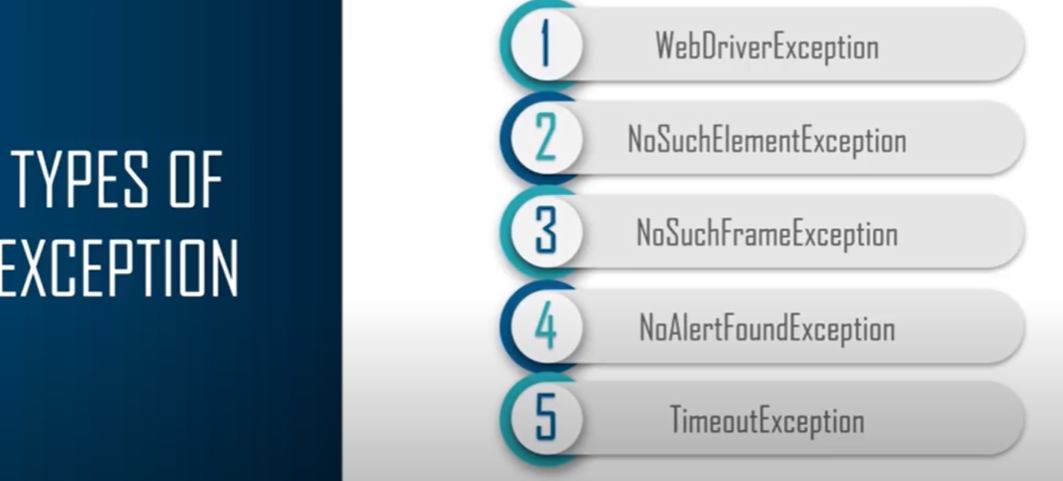 TYPES OF
EXCEPTION
1
WebDriverException
2
NoSuchElementException
3
NoSuchFrameException
4
NoAlertFoundException
5
TimeoutException